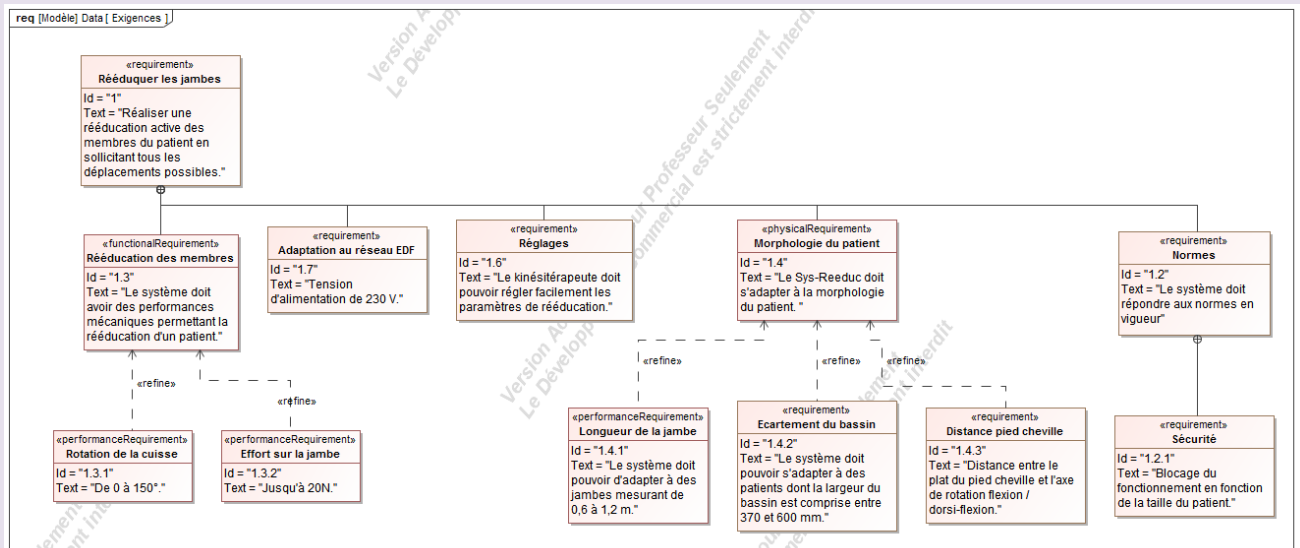 req [Modèle] Data [ Exigences ]
«requirement»
Rééduquer les jambes
Id = "1"
Text = "Réaliser une
rééducation active des
membres du patient en
sollicitant tous les
déplacements possibles."
«functionalRequirement»
Rééducation des membres
Id = "1.3"
Text = "Le système doit
avoir des performances
mécaniques permettant la
rééducation d'un patient."
«requirement»
Adaptation au réseau EDF
Id = "1.7"
Text = "Tension
d'alimentation de 230 V."
«requirement»
Réglages
Id = "1.6"
Text = "Le kinésitérapeute doit
pouvoir régler facilement les
paramètres de rééducation."
«physicalRequirement»
Morphologie du patient
Id = "1.4"
Text = "Le Sys-Reeduc doit
s'adapter à la morphologie
du patient. "
«requirement»
Normes
Id = "1.2"
Text = "Le système doit
répondre aux normes en
vigueur"
«refine»
«refine»
«refine»
«refine»
«refine»
«performanceRequirement»
Rotation de la cuisse
Id = "1.3.1"
Text = "De 0 à 150°."
«performanceRequirement»
Effort sur la jambe
Id = "1.3.2"
Text = "Jusqu'à 20N."
«performanceRequirement»
Longueur de la jambe
Id = "1.4.1"
Text = "Le système doit
pouvoir d'adapter à des
jambes mesurant de
0,6 à 1,2 m."
«requirement»
Ecartement du bassin
Id = "1.4.2"
Text = "Le système doit
pouvoir s'adapter à des
patients dont la largeur du
bassin est comprise entre
370 et 600 mm."
«requirement»
Distance pied cheville
Id = "1.4.3"
Text = "Distance entre le
plat du pied cheville et l'axe
de rotation flexion /
dorsi-flexion."
«requirement»
Sécurité
Id = "1.2.1"
Text = "Blocage du
fonctionnement en fonction
de la taille du patient."